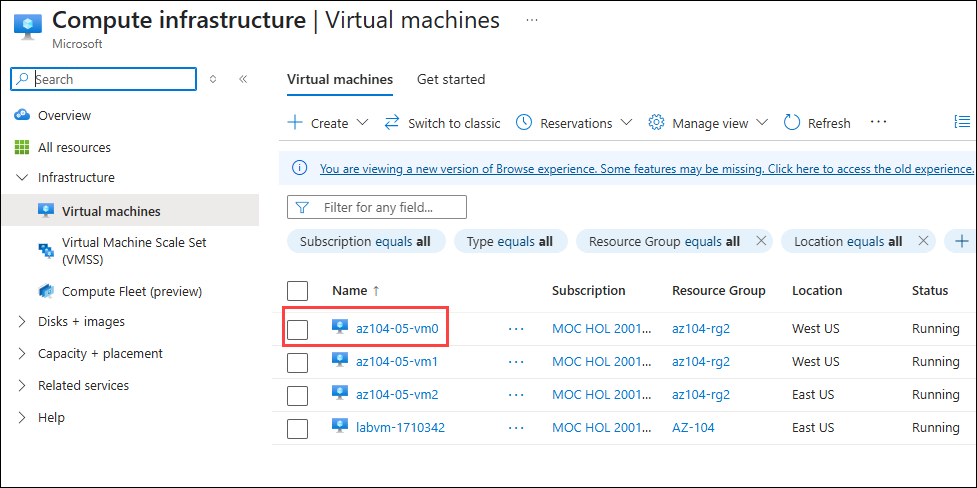 Compute infrastructure | Virtual machines ...
Microsoft
Search
Overview
All resources
Infrastructure
Virtual machines
Virtual Machine Scale Set
(VMSS)
Compute Fleet (preview)
Disks + images
Capacity + placement
Related services
Help
Virtual machines Get started
Create Switch to classic Reservations Manage view Refresh ...
You are viewing a new version of Browse experience. Some features may be missing. Click here to access the old experience.
Filter for any field...
Subscription equals all Type equals all Resource Group equals all Location equals all
Name ↑ Subscription Resource Group Location Status
az104-05-vm0 ... MOC HOL 2001... az104-rg2 West US Running
az104-05-vm1 ... MOC HOL 2001... az104-rg2 West US Running
az104-05-vm2 ... MOC HOL 2001... az104-rg2 East US Running
labvm-1710342 ... MOC HOL 2001... AZ-104 East US Running